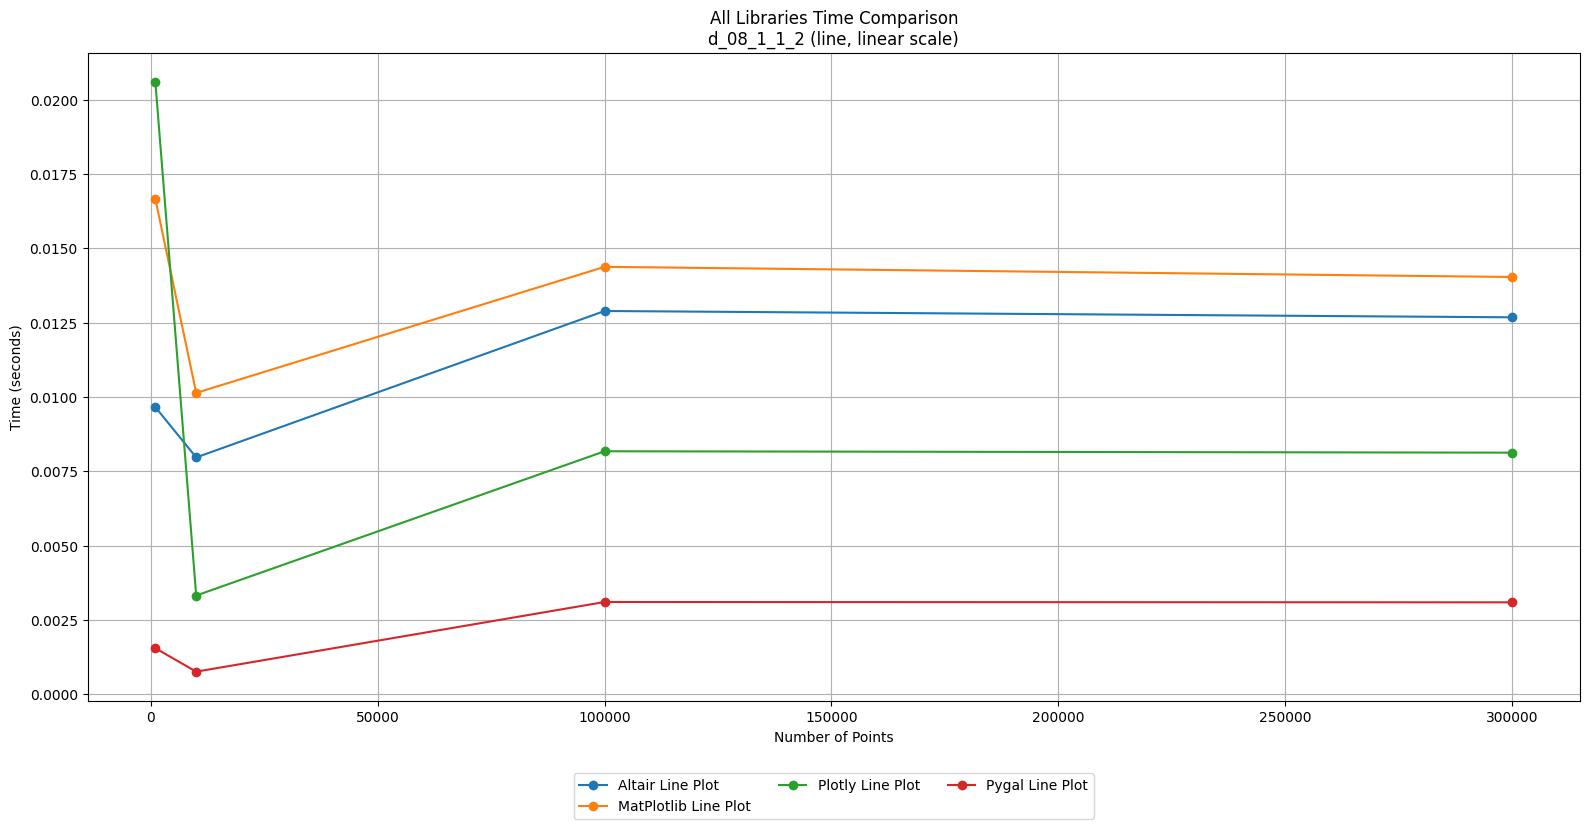 All Libraries Time Comparison
d_08_1_1_2 (line, linear scale)
0.0200
0.0175
0.0150
0.0125
0.0100
0.0075
0.0050
0.0025
0.0000
Time (seconds)
0 50000 100000 150000 200000 250000 300000
Number of Points
Altair Line Plot Plotly Line Plot Pygal Line Plot
MatPlotlib Line Plot